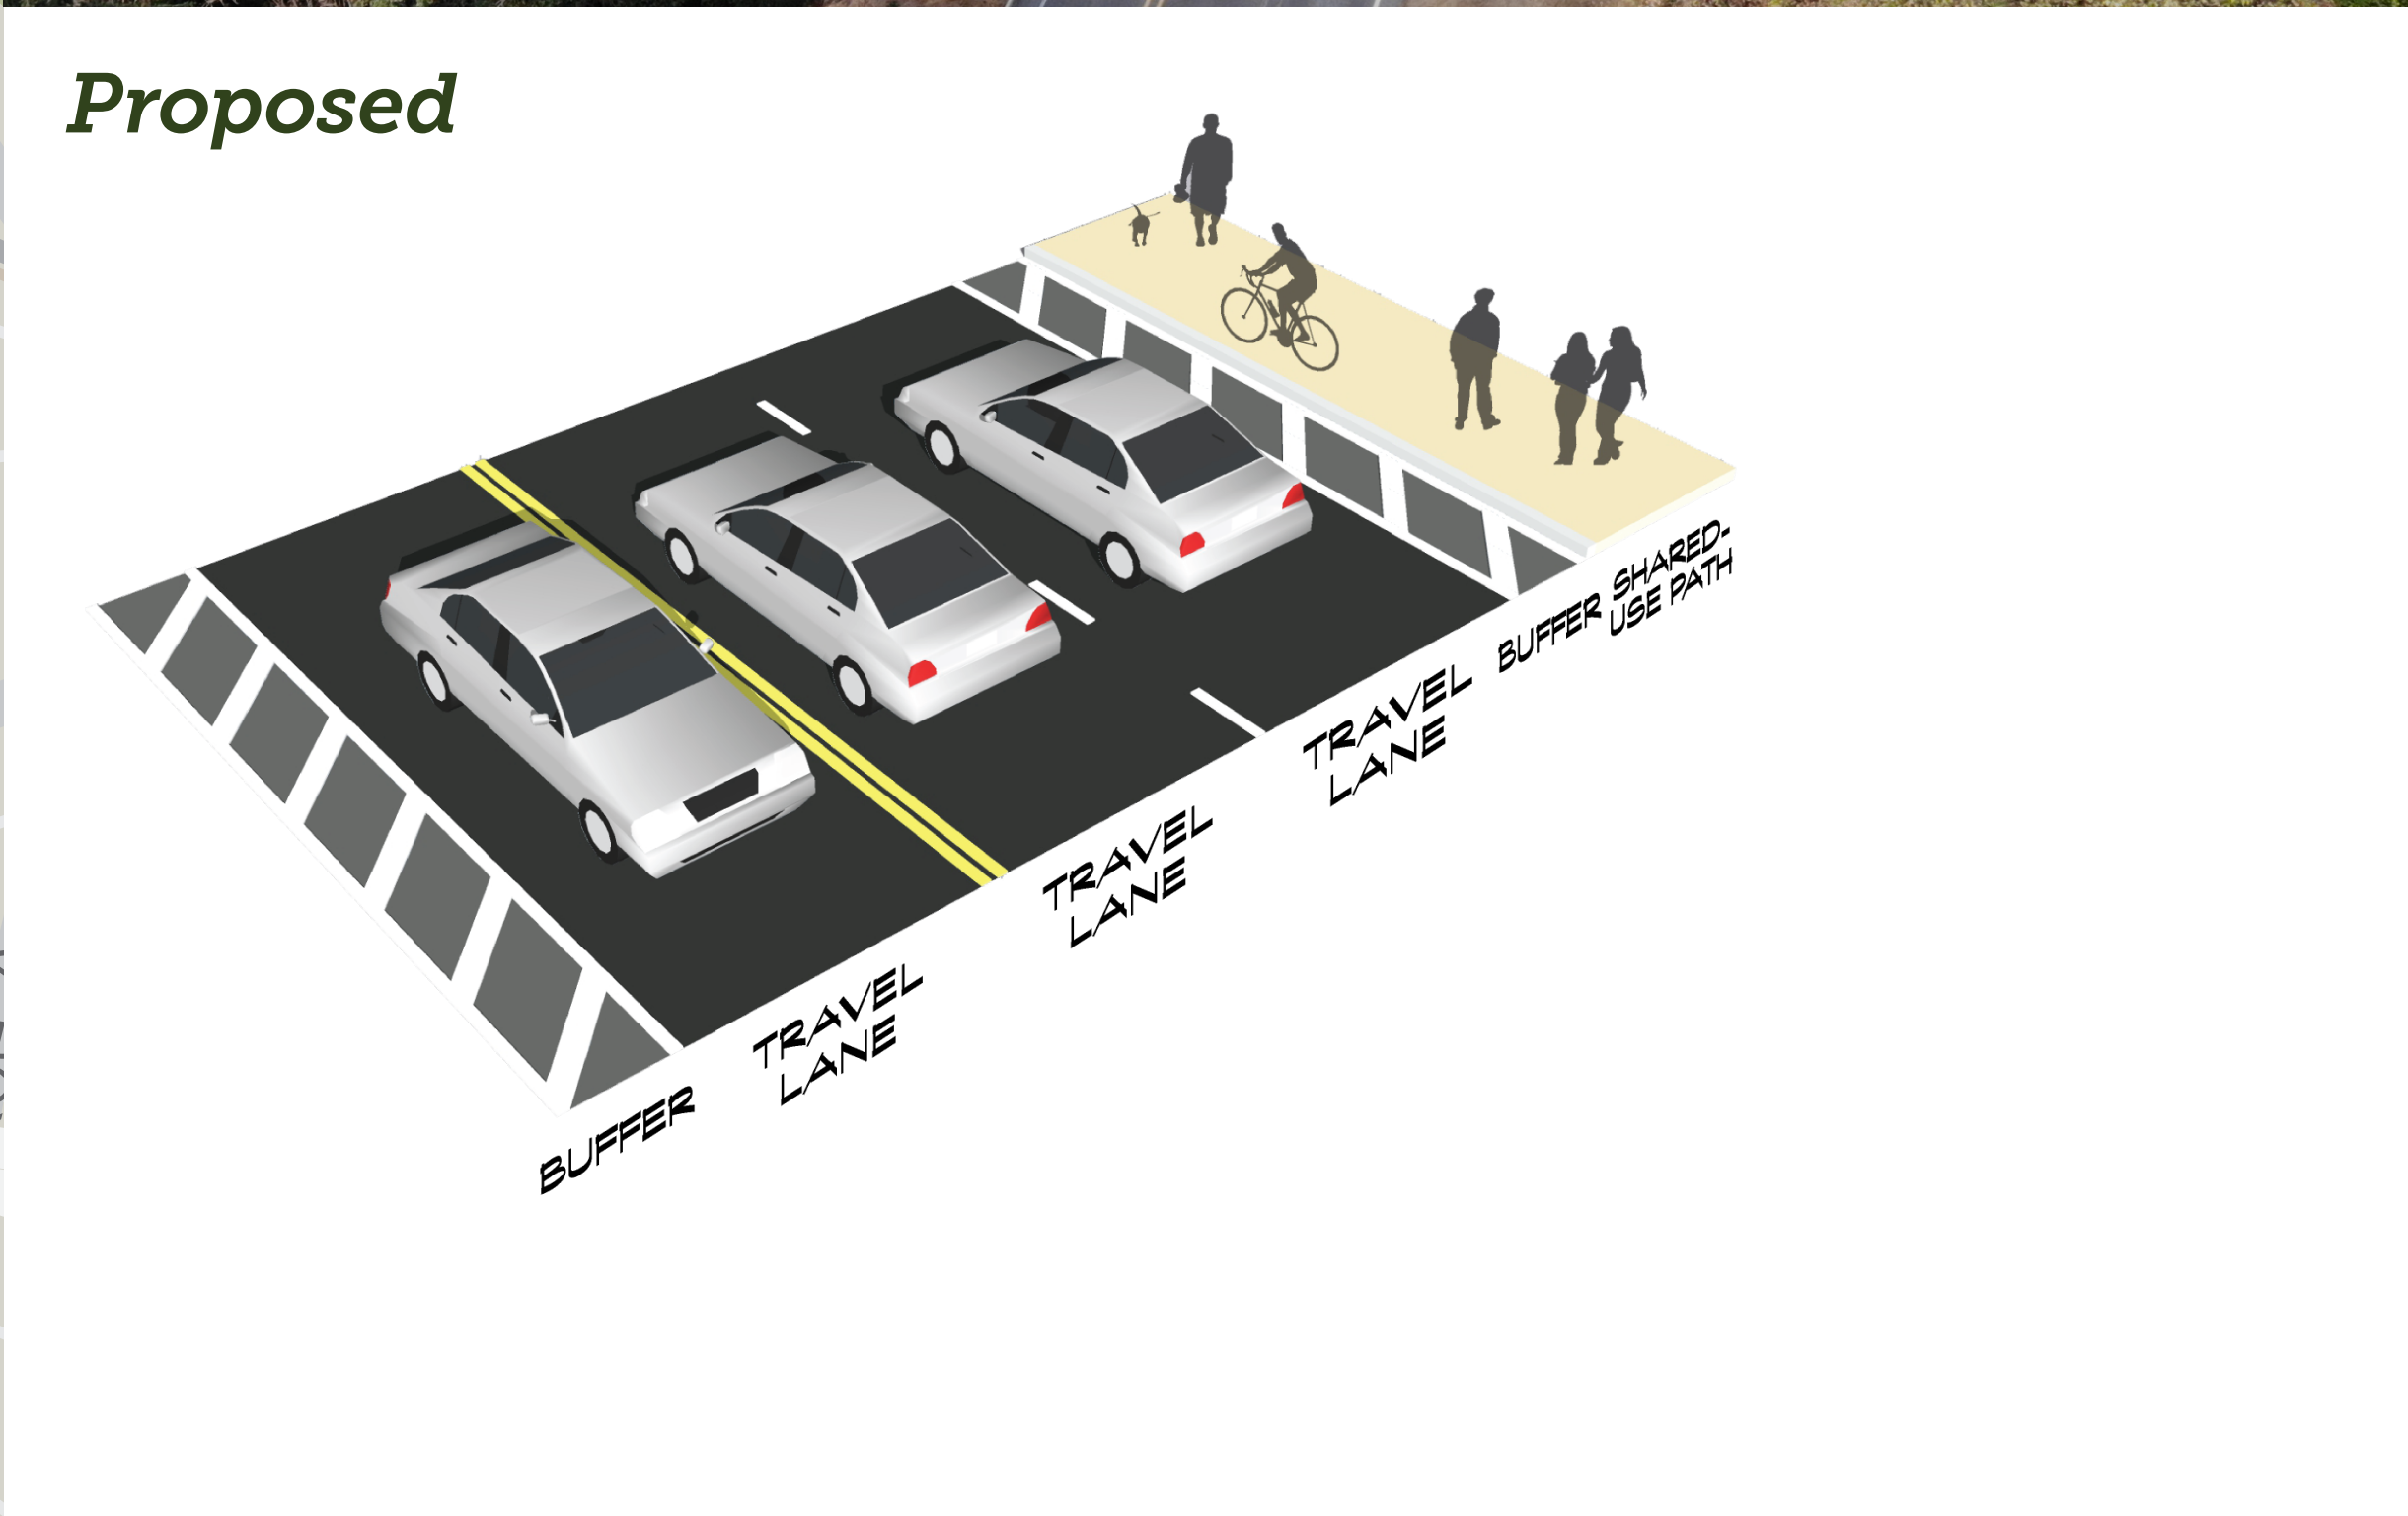 Proposed
BUFFER
TRAVEL
LANE
TRAVEL
LANE
TRAVEL
LANE
BUFFER
SHARED-
USE PATH